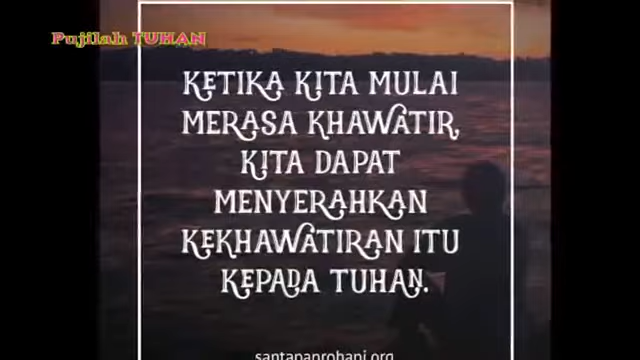 Pujilah TUHAN
KETIKA KITA MULAI
MERASA KHAWATIR,
KITA DAPAT
MENYERAHKAN
KEKHAWATIRAN ITU
KEPADA TUHAN.
santapanrohani.org